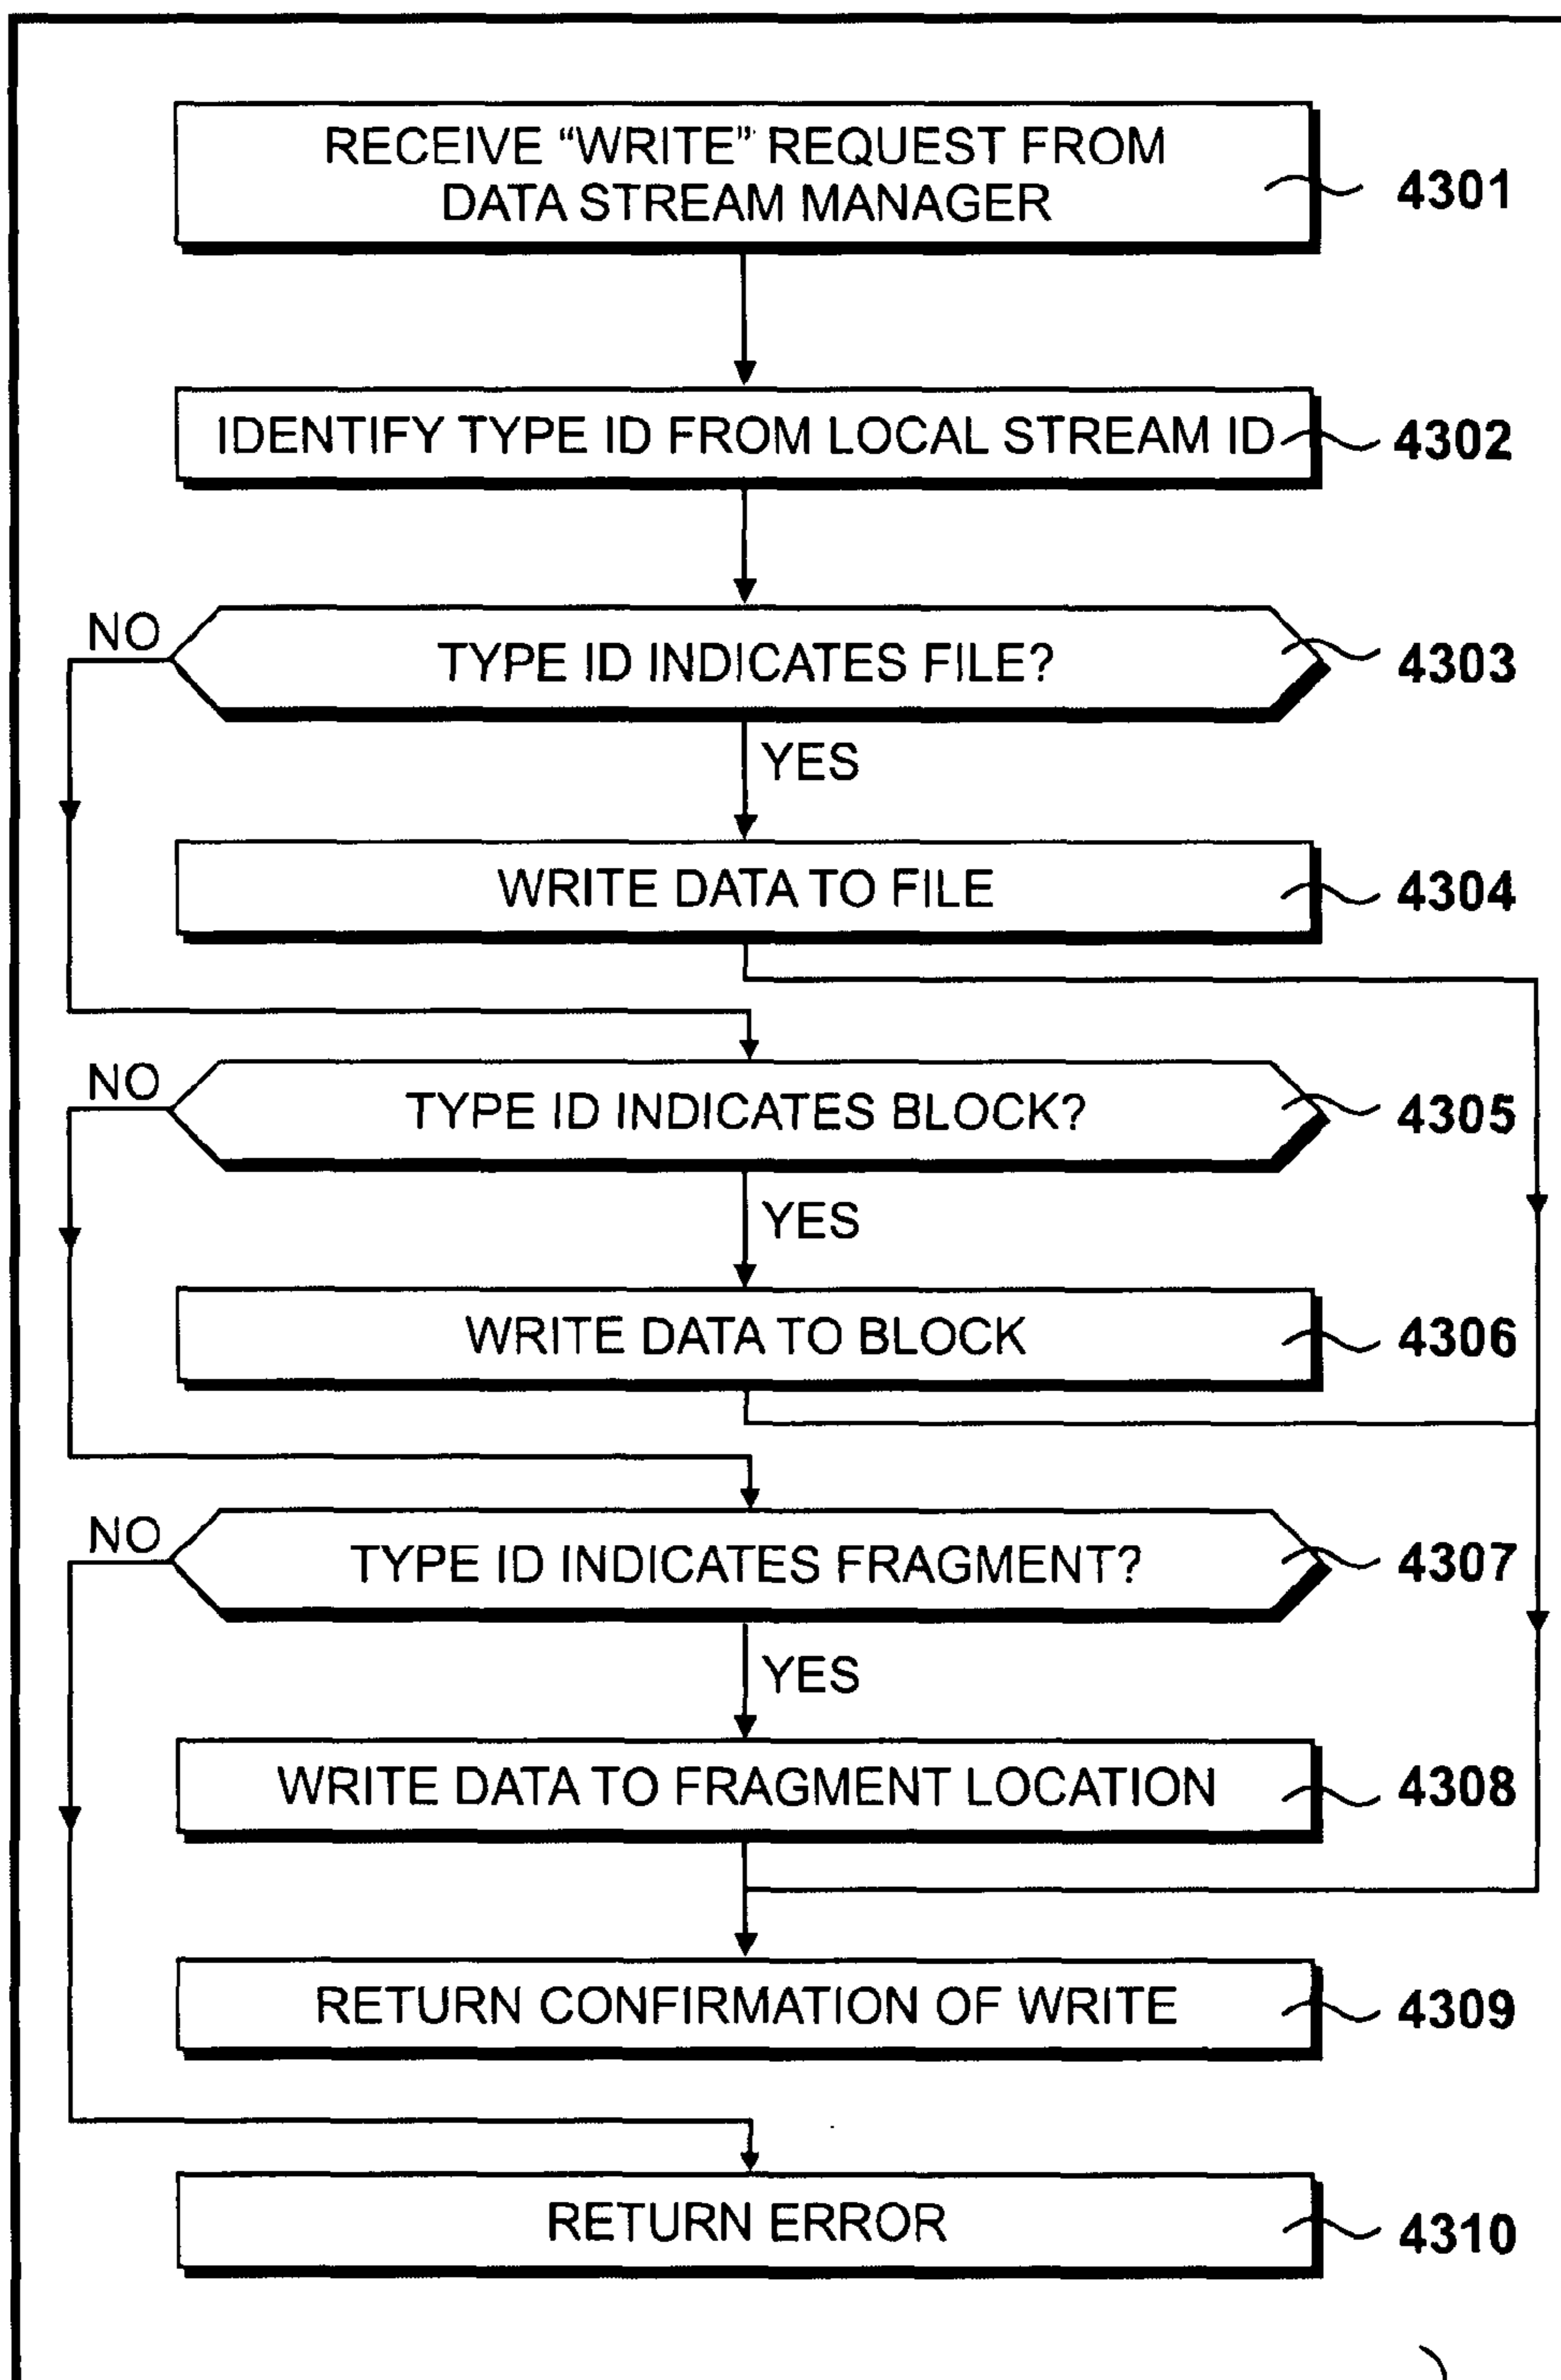 RECEIVE “WRITE” REQUEST FROM
DATA STREAM MANAGER
4301
IDENTIFY TYPE ID FROM LOCAL STREAM ID
4302
NO
TYPE ID INDICATES FILE?
4303
YES
WRITE DATA TO FILE
4304
NO
TYPE ID INDICATES BLOCK?
4305
YES
WRITE DATA TO BLOCK
4306
NO
TYPE ID INDICATES FRAGMENT?
4307
YES
WRITE DATA TO FRAGMENT LOCATION
4308
RETURN CONFIRMATION OF WRITE
4309
RETURN ERROR
4310